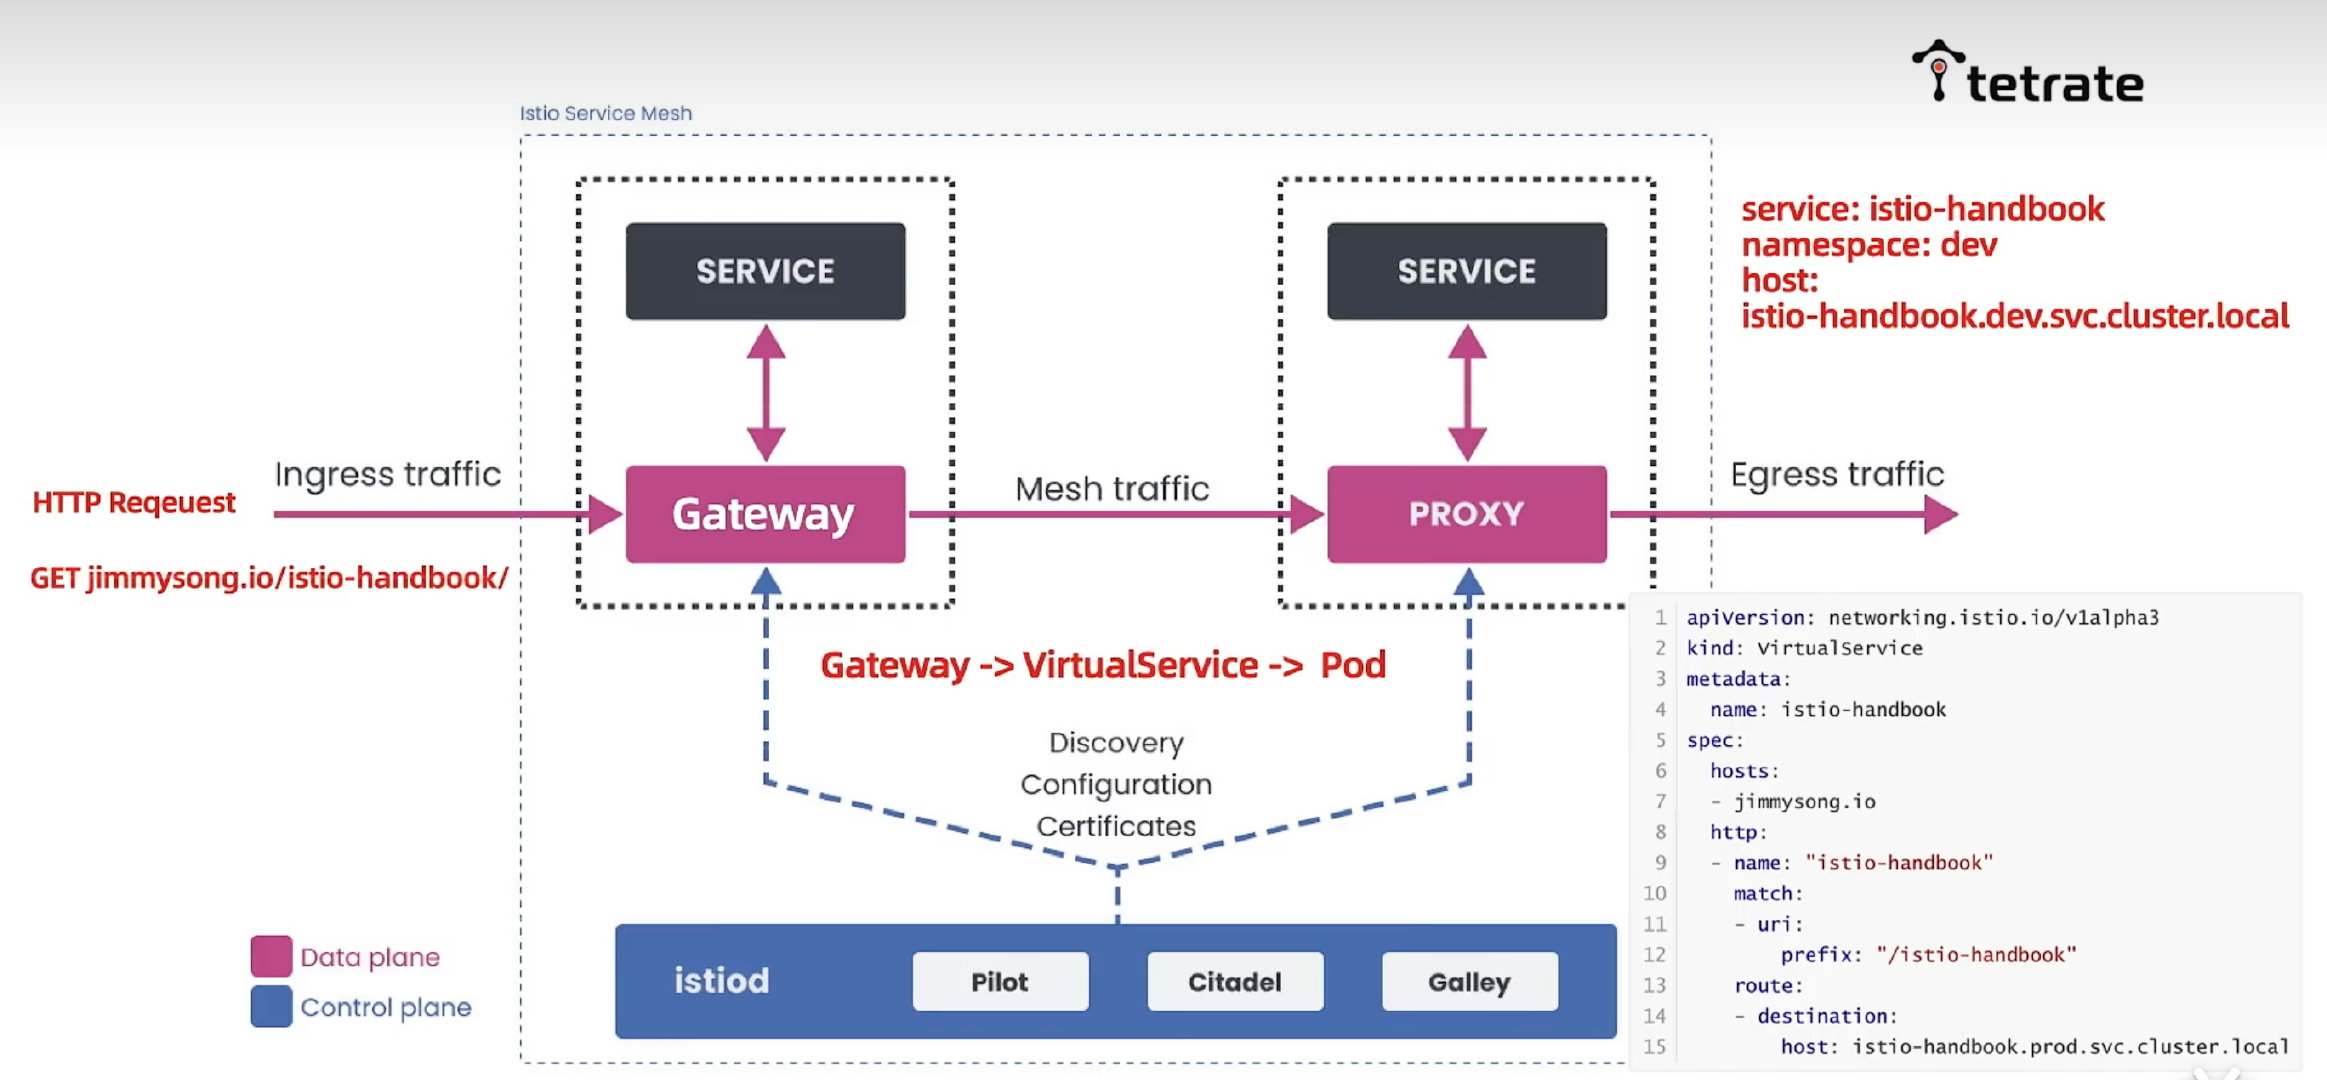 tetrate
Istio Service Mesh
SERVICE
SERVICE
service: istio-handbook
namespace: dev
host:
istio-handbook.dev.svc.cluster.local
Ingress traffic
HTTP Reqeuest
GET jimmysong.io/istio-handbook/
Gateway
Mesh traffic
PROXY
Egress traffic
Gateway -> VirtualService -> Pod
Discovery
Configuration
Certificates
Data plane
Control plane
istiod
Pilot
Citadel
Galley
1 apiVersion: networking.istio.io/v1alpha3
2 kind: VirtualService
3 metadata:
4   name: istio-handbook
5 spec:
6   hosts:
7   - jimmysong.io
8   http:
9   - name: "istio-handbook"
10     match:
11     - uri:
12         prefix: "/istio-handbook"
13     route:
14     - destination:
15         host: istio-handbook.prod.svc.cluster.local